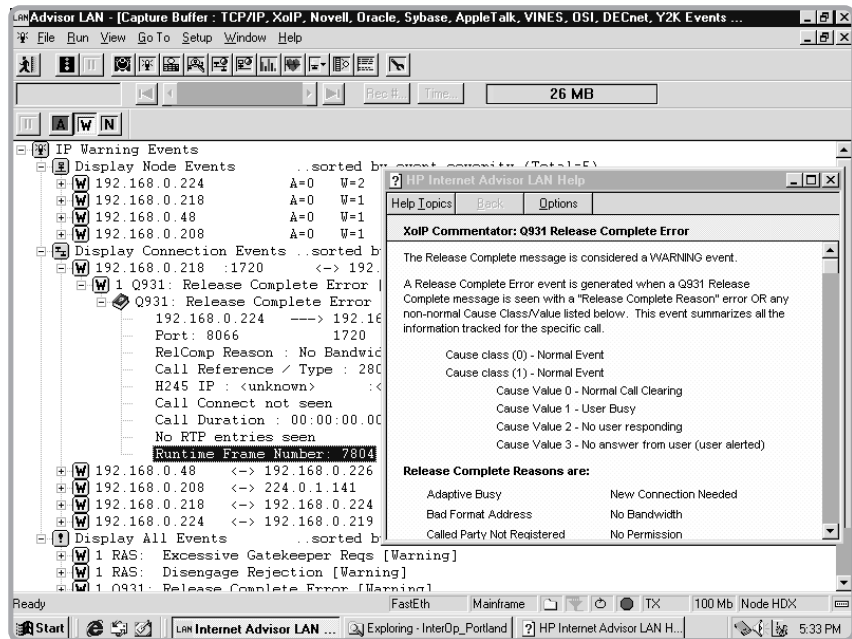 LAN Advisor LAN - [Capture Buffer : TCP/IP, XoIP, Novell, Oracle, Sybase, AppleTalk, VINES, OSI, DECnet, Y2K Events ...
File Run View Go To Setup Window Help
Rec #... Time... 26 MB
A W N
IP Warning Events
Display Node Events ..sorted by event severity (Total=5)
W 192.168.0.224 A=0 W=2
W 192.168.0.218 A=0 W=1
W 192.168.0.48 A=0 W=1
W 192.168.0.208 A=0 W=1
Display Connection Events ..sorted b
W 192.168.0.218 :1720 <-> 192.
W 1 Q931: Release Complete Error [
Q931: Release Complete Error
192.168.0.224 ---> 192.16
Port: 8066 1720
RelComp Reason : No Bandwid
Call Reference / Type : 280
H245 IP : <unknown> :<
Call Connect not seen
Call Duration : 00:00:00.00
No RTP entries seen
Runtime Frame Number: 7804
W 192.168.0.48 <-> 192.168.0.226
W 192.168.0.208 <-> 224.0.1.141
W 192.168.0.218 <-> 192.168.0.224
W 192.168.0.224 <-> 192.168.0.219
Display All Events ..sorted b
W 1 RAS: Excessive Gatekeeper Reqs [Warning]
W 1 RAS: Disengage Rejection [Warning]
W 1 Q931: Release Complete Error [Warning]
? HP Internet Advisor LAN Help
Help Topics Back Options
XoIP Commentator: Q931 Release Complete Error
The Release Complete message is considered a WARNING event.
A Release Complete Error event is generated when a Q931 Release
Complete message is seen with a "Release Complete Reason" error OR any
non-normal Cause Class/Value listed below. This event summarizes all the
information tracked for the specific call.
Cause class (0) - Normal Event
Cause class (1) - Normal Event
Cause Value 0 - Normal Call Clearing
Cause Value 1 - User Busy
Cause Value 2 - No user responding
Cause Value 3 - No answer from user (user alerted)
Release Complete Reasons are:
Adaptive Busy New Connection Needed
Bad Format Address No Bandwidth
Called Party Not Registered No Permission
Ready FastEth Mainframe TX 100 Mb Node HDX
Start LAN Internet Advisor LAN ... Exploring - InterOp_Portland ? HP Internet Advisor LAN H... 5:33 PM